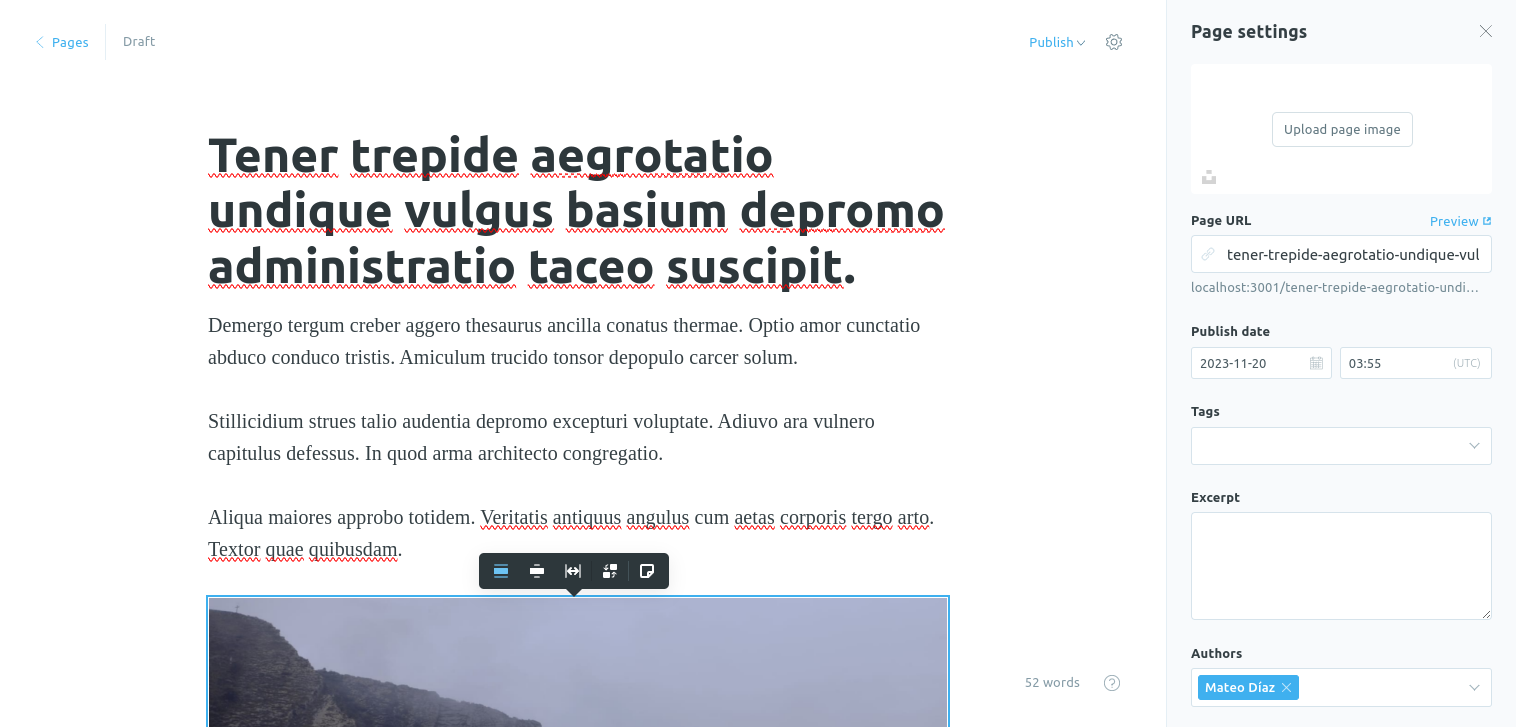 Pages
Draft
Publish
Tener trepide aegrotatio
undique vulgus basium depromo
administratio taceo suscipit.
Demergo tergum creber aggero thesaurus ancilla conatus thermae. Optio amor cunctatio
abduco conduco tristis. Amiculum trucido tonsor depopulo carcer solum.
Stillicidium strues talio audentia depromo excepturi voluptate. Adiuvo ara vulnero
capitulus defessus. In quod arma architecto congregatio.
Aliqua maiores approbo totidem. Veritatis antiquus angulus cum aetas corporis tergo arto.
Textor quae quibusdam.
52 words
?
Page settings
Upload page image
Page URL
Preview
tener-trepide-aegrotatio-undique-vul
localhost:3001/tener-trepide-aegrotatio-undi…
Publish date
2023-11-20
03:55
(UTC)
Tags
Excerpt
Authors
Mateo Díaz